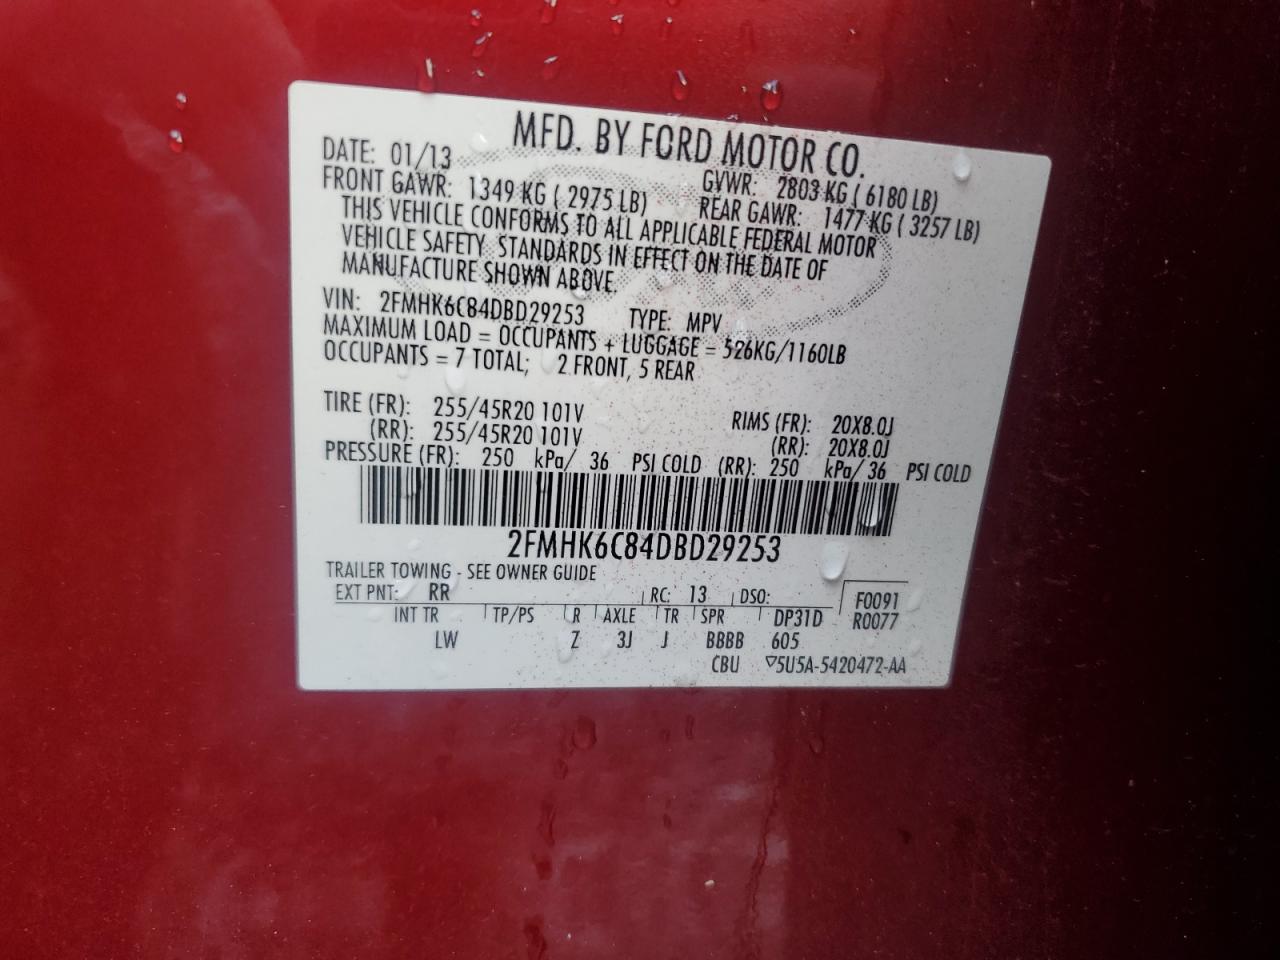 MFD. BY FORD MOTOR CO.
DATE: 01/13 GVWR: 2803 KG ( 6180 LB)
FRONT GAWR: 1349 KG ( 2975 LB) REAR GAWR: 1477 KG ( 3257 LB)
THIS VEHICLE CONFORMS TO ALL APPLICABLE FEDERAL MOTOR
VEHICLE SAFETY STANDARDS IN EFFECT ON THE DATE OF
MANUFACTURE SHOWN ABOVE.
VIN: 2FMHK6C84DBD29253 TYPE: MPV
MAXIMUM LOAD = OCCUPANTS + LUGGAGE = 526KG/1160LB
OCCUPANTS = 7 TOTAL; 2 FRONT, 5 REAR
TIRE (FR): 255/45R20 101V RIMS (FR): 20X8.0J
(RR): 255/45R20 101V (RR): 20X8.0J
PRESSURE (FR): 250 kPa/ 36 PSI COLD (RR): 250 kPa/ 36 PSI COLD
2FMHK6C84DBD29253
TRAILER TOWING - SEE OWNER GUIDE
EXT PNT: RR RC: 13 DSO: F0091
INT TR TP/PS R AXLE TR SPR DP31D R0077
LW Z 3J J BBBB 605
CBU ▽5U5A-5420472-AA